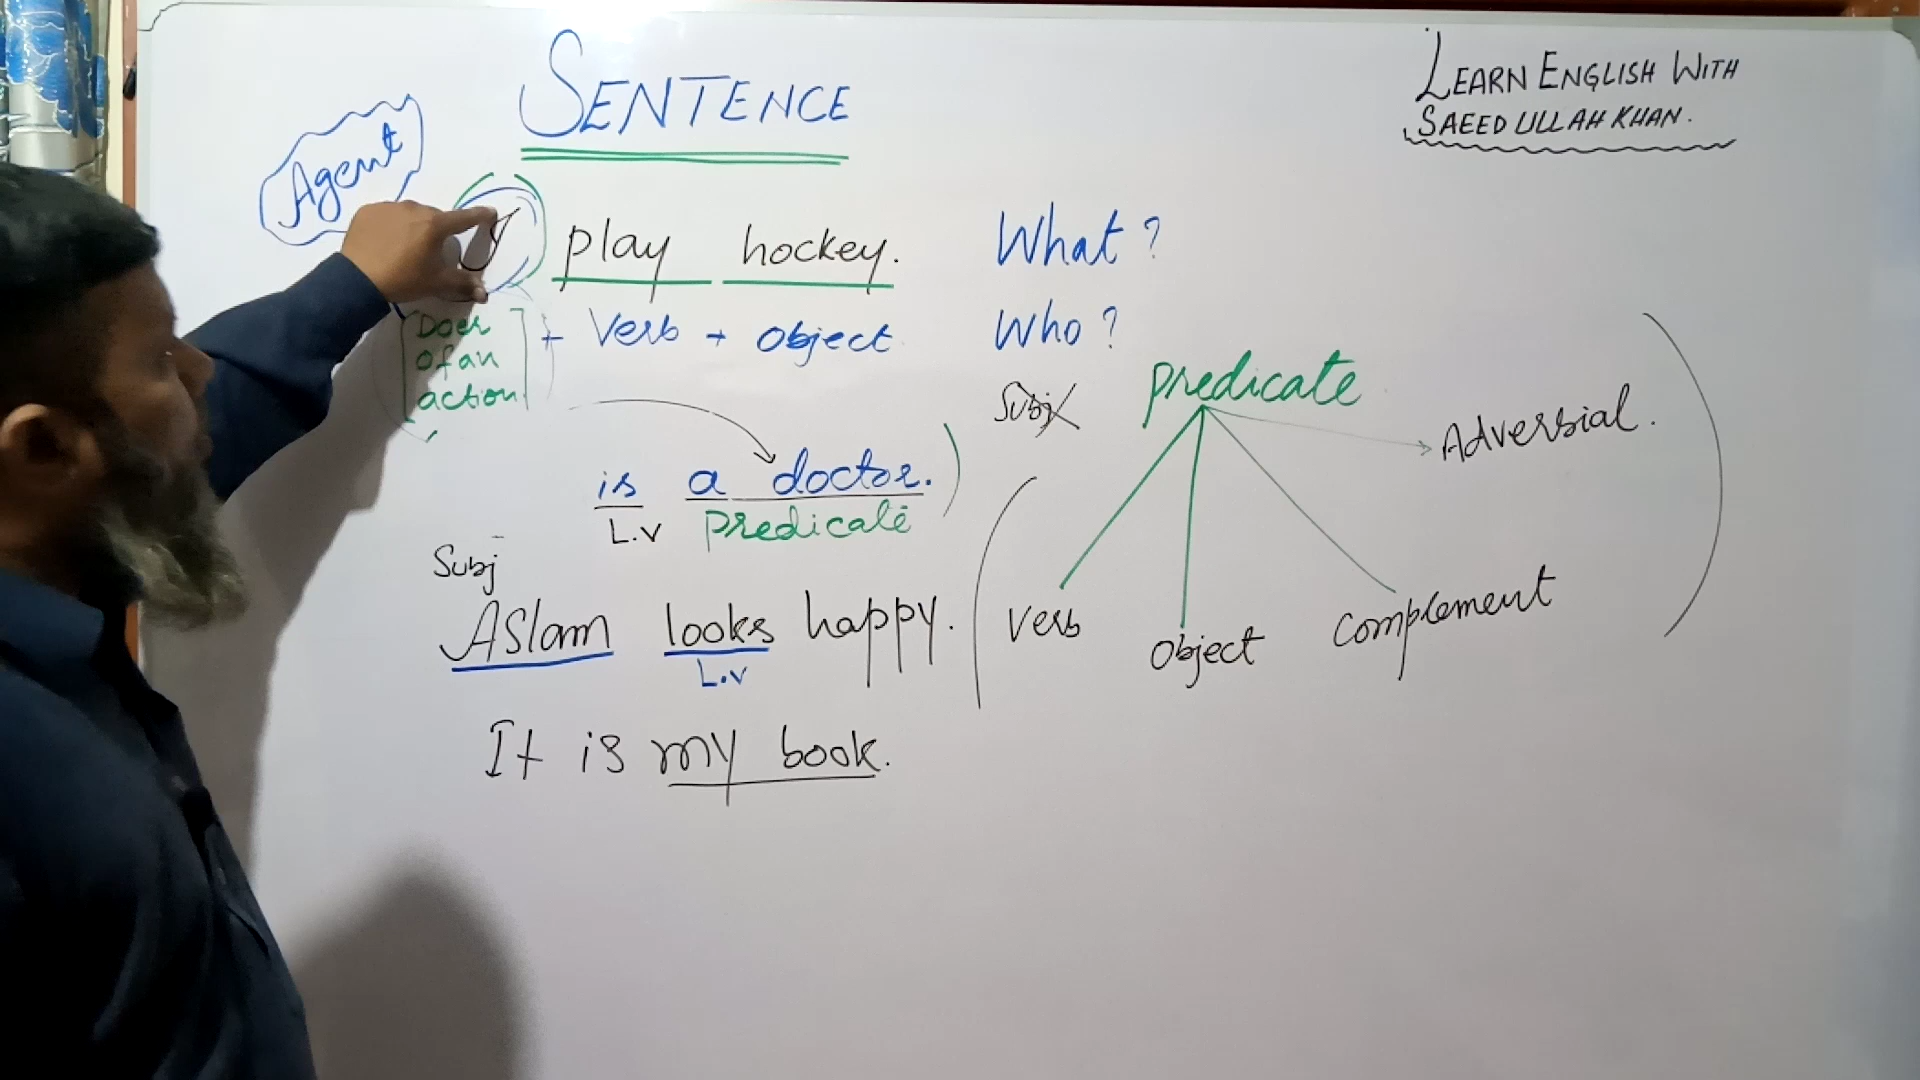 SENTENCE
LEARN ENGLISH WITH
SAEED ULLAH KHAN.
Agent
I play hockey.
What?
Doer
of an
action
+ Verb + object
Who?
Subj
predicate
Adversial.
is a doctor.
L.v predicate
Subj
Aslam looks happy.
L.v
Verb
object
complement
It is my book.